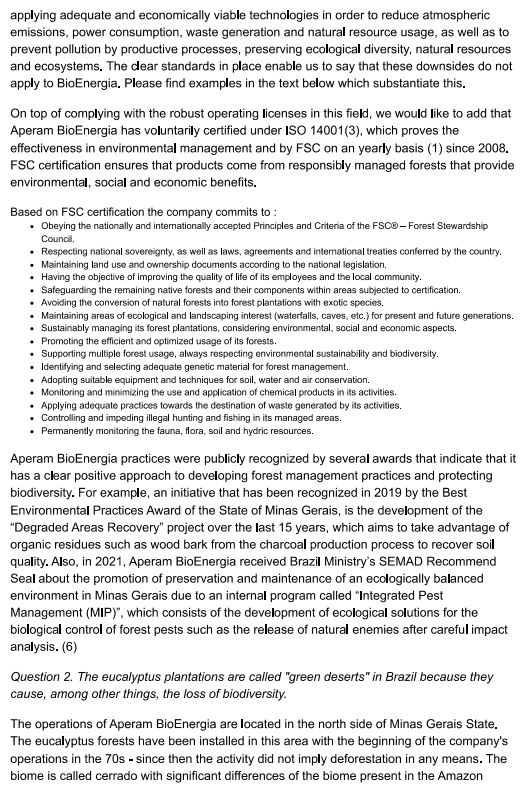 applying adequate and economically viable technologies in order to reduce atmospheric
emissions, power consumption, waste generation and natural resource usage, as well as to
prevent pollution by productive processes, preserving ecological diversity, natural resources
and ecosystems. The clear standards in place enable us to say that these downsides do not
apply to BioEnergia. Please find examples in the text below which substantiate this.
On top of complying with the robust operating licenses in this field, we would like to add that
Aperam BioEnergia has voluntarily certified under ISO 14001(3), which proves the
effectiveness in environmental management and by FSC on an yearly basis (1) since 2008.
FSC certification ensures that products come from responsibly managed forests that provide
environmental, social and economic benefits.
Based on FSC certification the company commits to :
• Obeying the nationally and internationally accepted Principles and Criteria of the FSC® – Forest Stewardship
Council.
• Respecting national sovereignty, as well as laws, agreements and international treaties conferred by the country.
• Maintaining land use and ownership documents according to the national legislation.
• Having the objective of improving the quality of life of its employees and the local community.
• Safeguarding the remaining native forests and their components within areas subjected to certification.
• Avoiding the conversion of natural forests into forest plantations with exotic species.
• Maintaining areas of ecological and landscaping interest (waterfalls, caves, etc.) for present and future generations.
• Sustainably managing its forest plantations, considering environmental, social and economic aspects.
• Promoting the efficient and optimized usage of its forests.
• Supporting multiple forest usage, always respecting environmental sustainability and biodiversity.
• Identifying and selecting adequate genetic material for forest management.
• Adopting suitable equipment and techniques for soil, water and air conservation.
• Monitoring and minimizing the use and application of chemical products in its activities.
• Applying adequate practices towards the destination of waste generated by its activities.
• Controlling and impeding illegal hunting and fishing in its managed areas.
• Permanently monitoring the fauna, flora, soil and hydric resources.
Aperam BioEnergia practices were publicly recognized by several awards that indicate that it
has a clear positive approach to developing forest management practices and protecting
biodiversity. For example, an initiative that has been recognized in 2019 by the Best
Environmental Practices Award of the State of Minas Gerais, is the development of the
“Degraded Areas Recovery” project over the last 15 years, which aims to take advantage of
organic residues such as wood bark from the charcoal production process to recover soil
quality. Also, in 2021, Aperam BioEnergia received Brazil Ministry's SEMAD Recommend
Seal about the promotion of preservation and maintenance of an ecologically balanced
environment in Minas Gerais due to an internal program called “Integrated Pest
Management (MIP)”, which consists of the development of ecological solutions for the
biological control of forest pests such as the release of natural enemies after careful impact
analysis. (6)
Question 2. The eucalyptus plantations are called "green deserts" in Brazil because they
cause, among other things, the loss of biodiversity.
The operations of Aperam BioEnergia are located in the north side of Minas Gerais State.
The eucalyptus forests have been installed in this area with the beginning of the company's
operations in the 70s - since then the activity did not imply deforestation in any means. The
biome is called cerrado with significant differences of the biome present in the Amazon